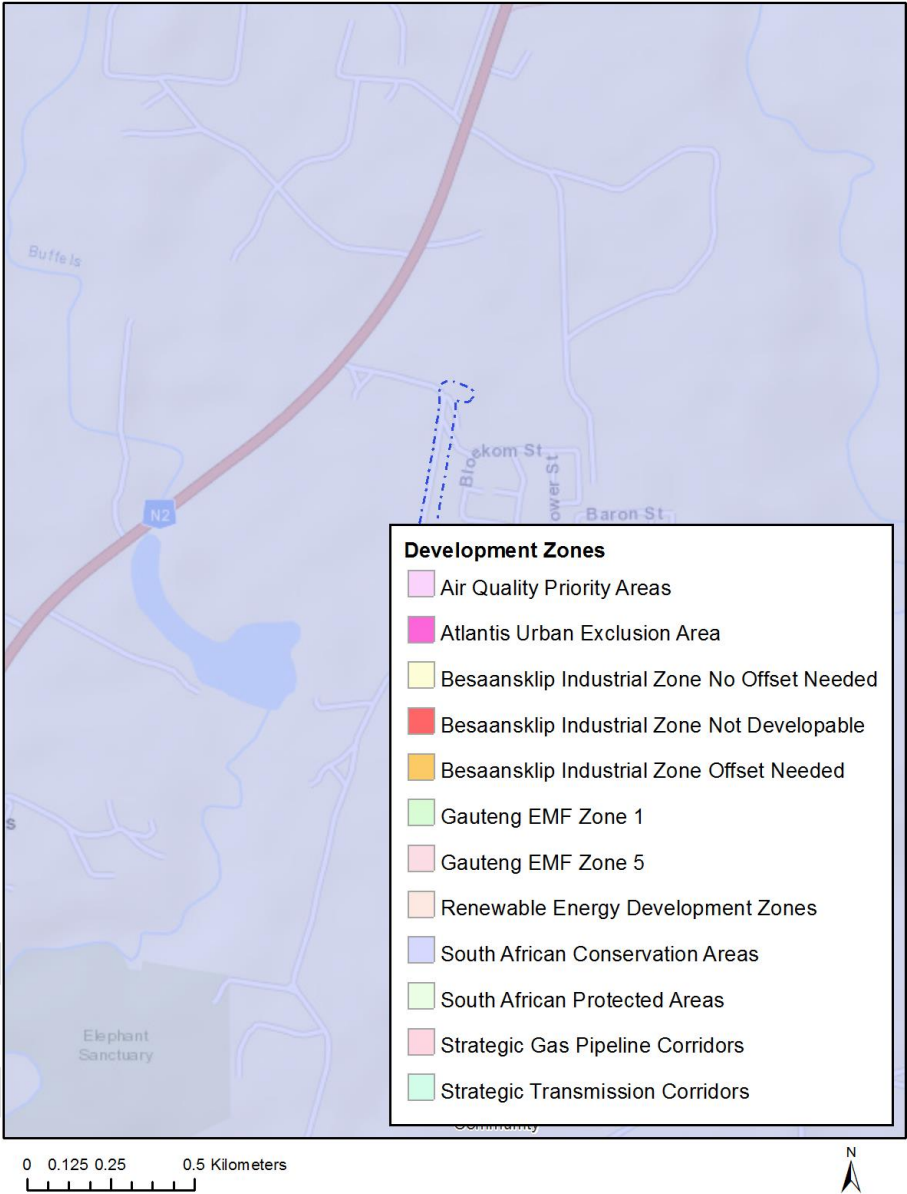 Buffels
Bloekom St
ower St
Baron St
N2
s
Elephant
Sanctuary
Development Zones
Air Quality Priority Areas
Atlantis Urban Exclusion Area
Besaansklip Industrial Zone No Offset Needed
Besaansklip Industrial Zone Not Developable
Besaansklip Industrial Zone Offset Needed
Gauteng EMF Zone 1
Gauteng EMF Zone 5
Renewable Energy Development Zones
South African Conservation Areas
South African Protected Areas
Strategic Gas Pipeline Corridors
Strategic Transmission Corridors
Community
0 0.125 0.25 0.5 Kilometers
N